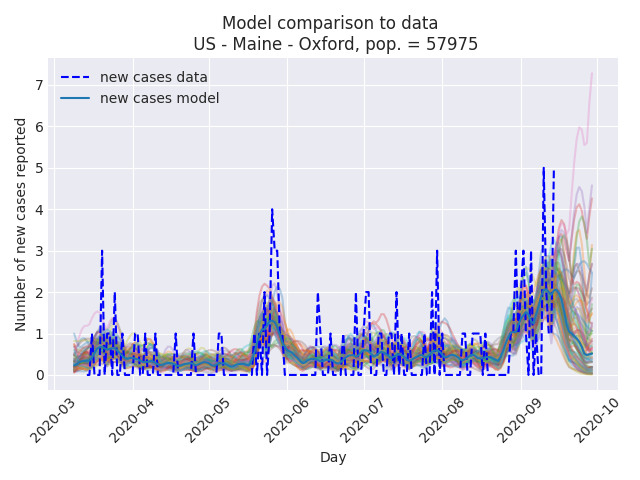 Model comparison to data
US - Maine - Oxford, pop. = 57975
new cases data
new cases model
Number of new cases reported
7
6
5
4
3
2
1
0
2020-03
2020-04
2020-05
2020-06
2020-07
2020-08
2020-09
2020-10
Day